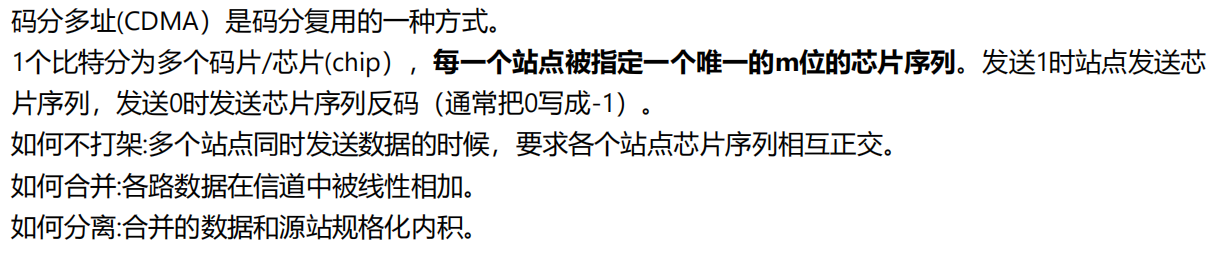 码分多址(CDMA）是码分复用的一种方式。
1个比特分为多个码片/芯片(chip），每一个站点被指定一个唯一的m位的芯片序列。发送1时站点发送芯
片序列，发送0时发送芯片序列反码（通常把0写成-1）。
如何不打架:多个站点同时发送数据的时候，要求各个站点芯片序列相互正交。
如何合并:各路数据在信道中被线性相加。
如何分离:合并的数据和源站规格化内积。